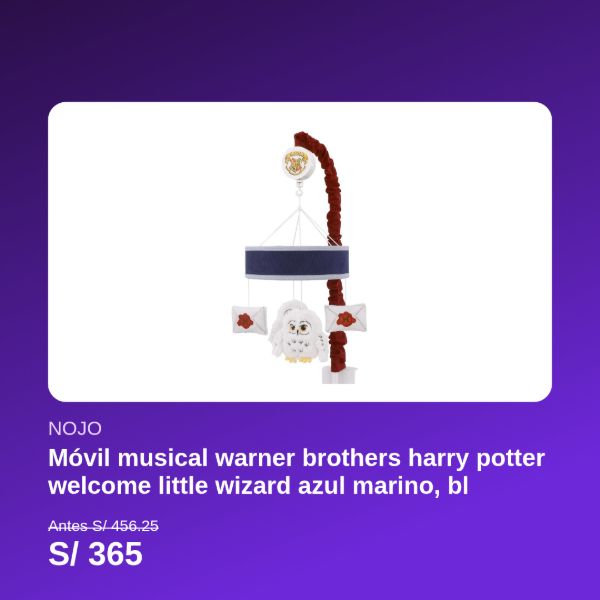 NOJO
Móvil musical warner brothers harry potter
welcome little wizard azul marino, bl
Antes S/ 456.25
S/ 365